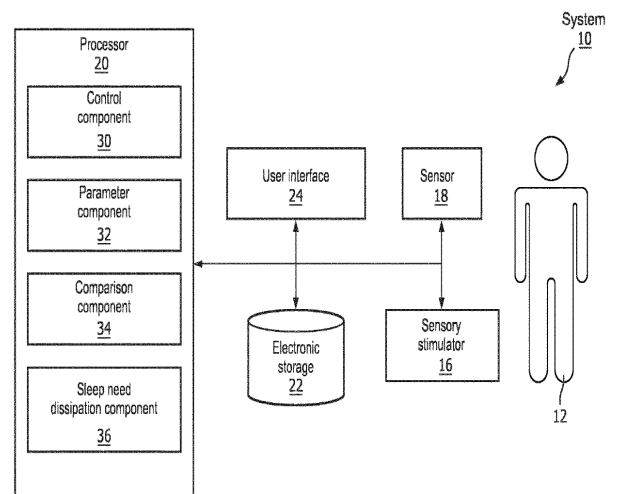 System
10
Processor
20
Control
component
30
Parameter
component
32
Comparison
component
34
Sleep need
dissipation component
36
User interface
24
Sensor
18
Electronic
storage
22
Sensory
stimulator
16
12